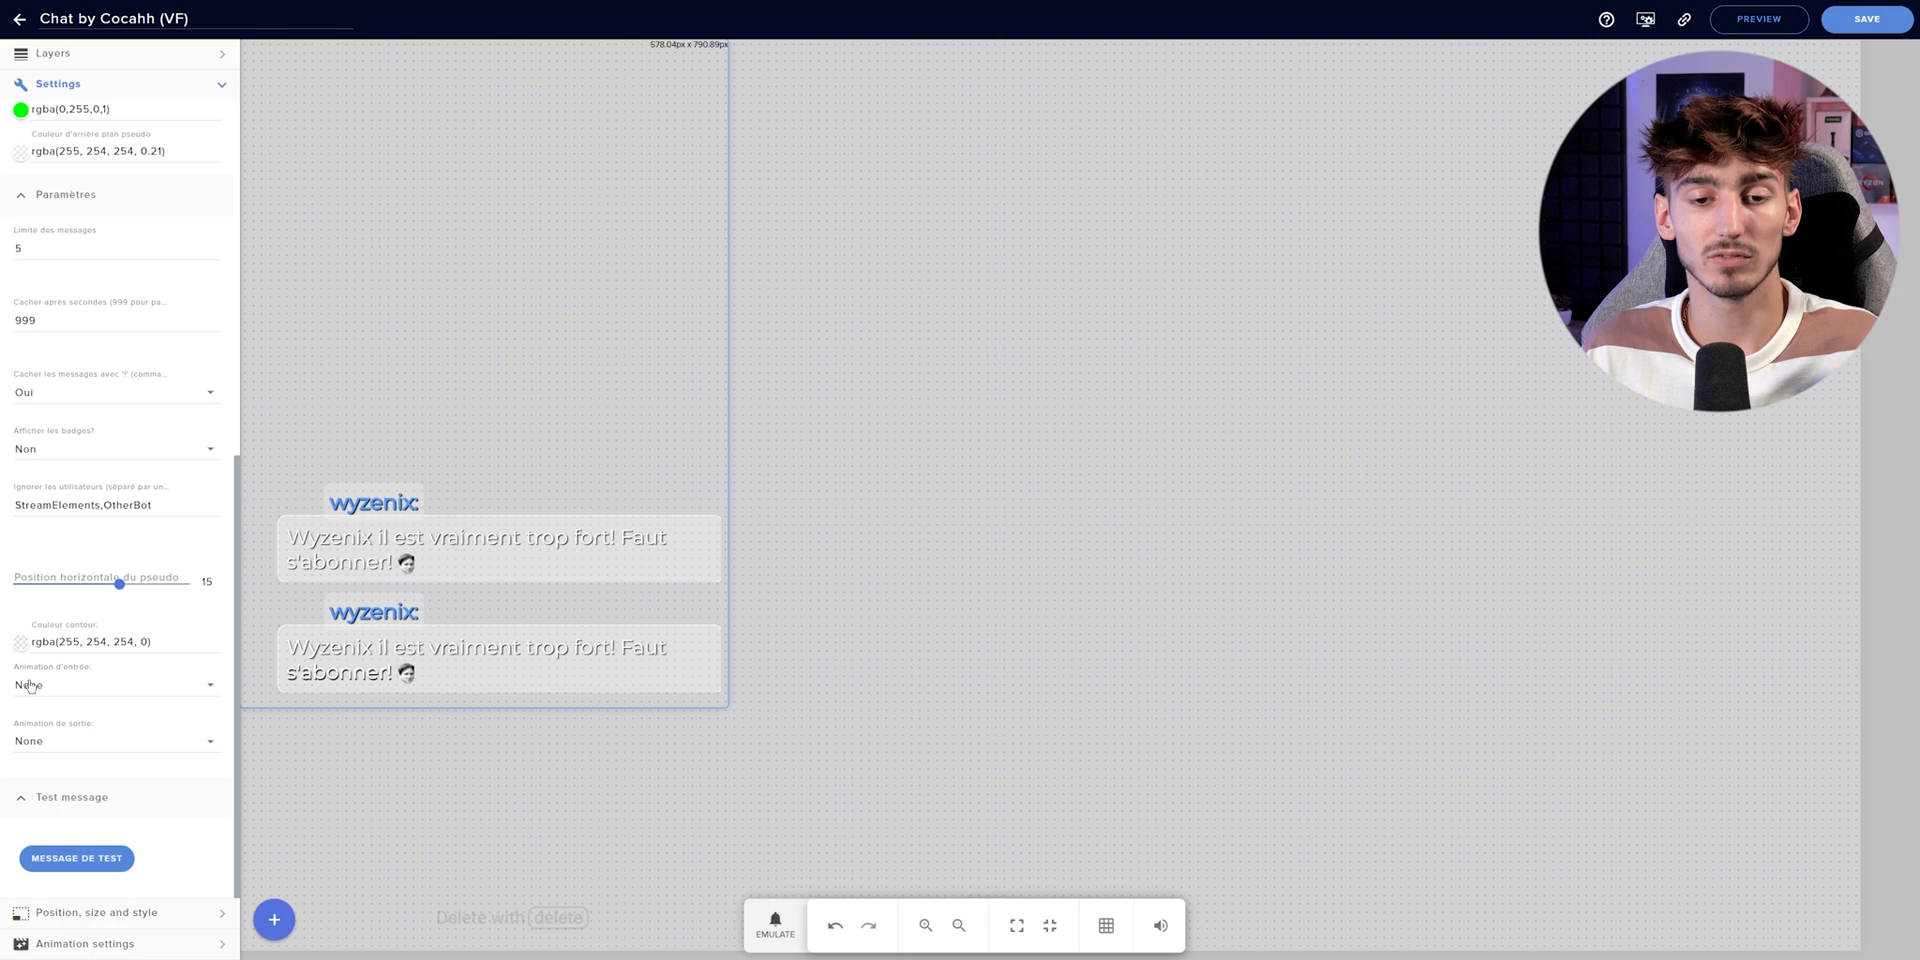 Chat by Cocahh (VF)
PREVIEW
SAVE
Layers
578.04px x 790.89px
Settings
rgba(0,255,0,1)
Couleur d'arrière plan pseudo
rgba(255, 254, 254, 0.21)
Paramètres
Limite des messages
5
Cacher après secondes (999 pour pa...
999
Cacher les messages avec '!' (comma...
Oui
Afficher les badges?
Non
Ignorer les utilisateurs (séparé par un...
StreamElements,OtherBot
wyzenix:
Wyzenix il est vraiment trop fort! Faut
s'abonner!
Position horizontale du pseudo
15
wyzenix:
Wyzenix il est vraiment trop fort! Faut
s'abonner!
Couleur contour:
rgba(255, 254, 254, 0)
Animation d'entrée:
None
Animation de sortie:
None
Test message
MESSAGE DE TEST
Position, size and style
Animation settings
Delete with delete
EMULATE
RYZEN